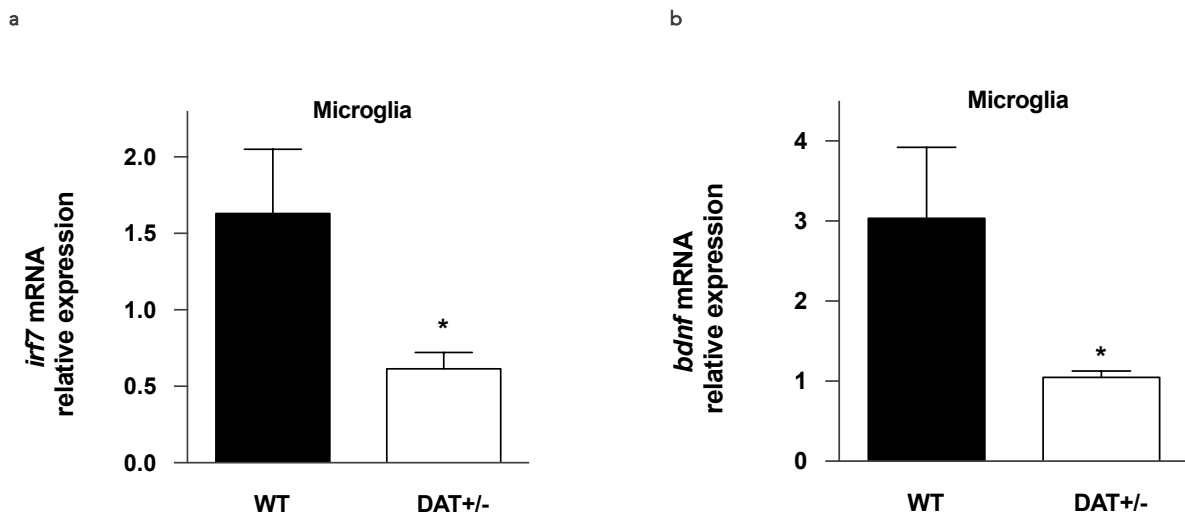 a
Microglia
irf7 mRNA
relative expression
2.0
1.5
1.0
0.5
0.0
*
WT
DAT+/-
b
Microglia
bdnf mRNA
relative expression
4
3
2
1
0
*
WT
DAT+/-